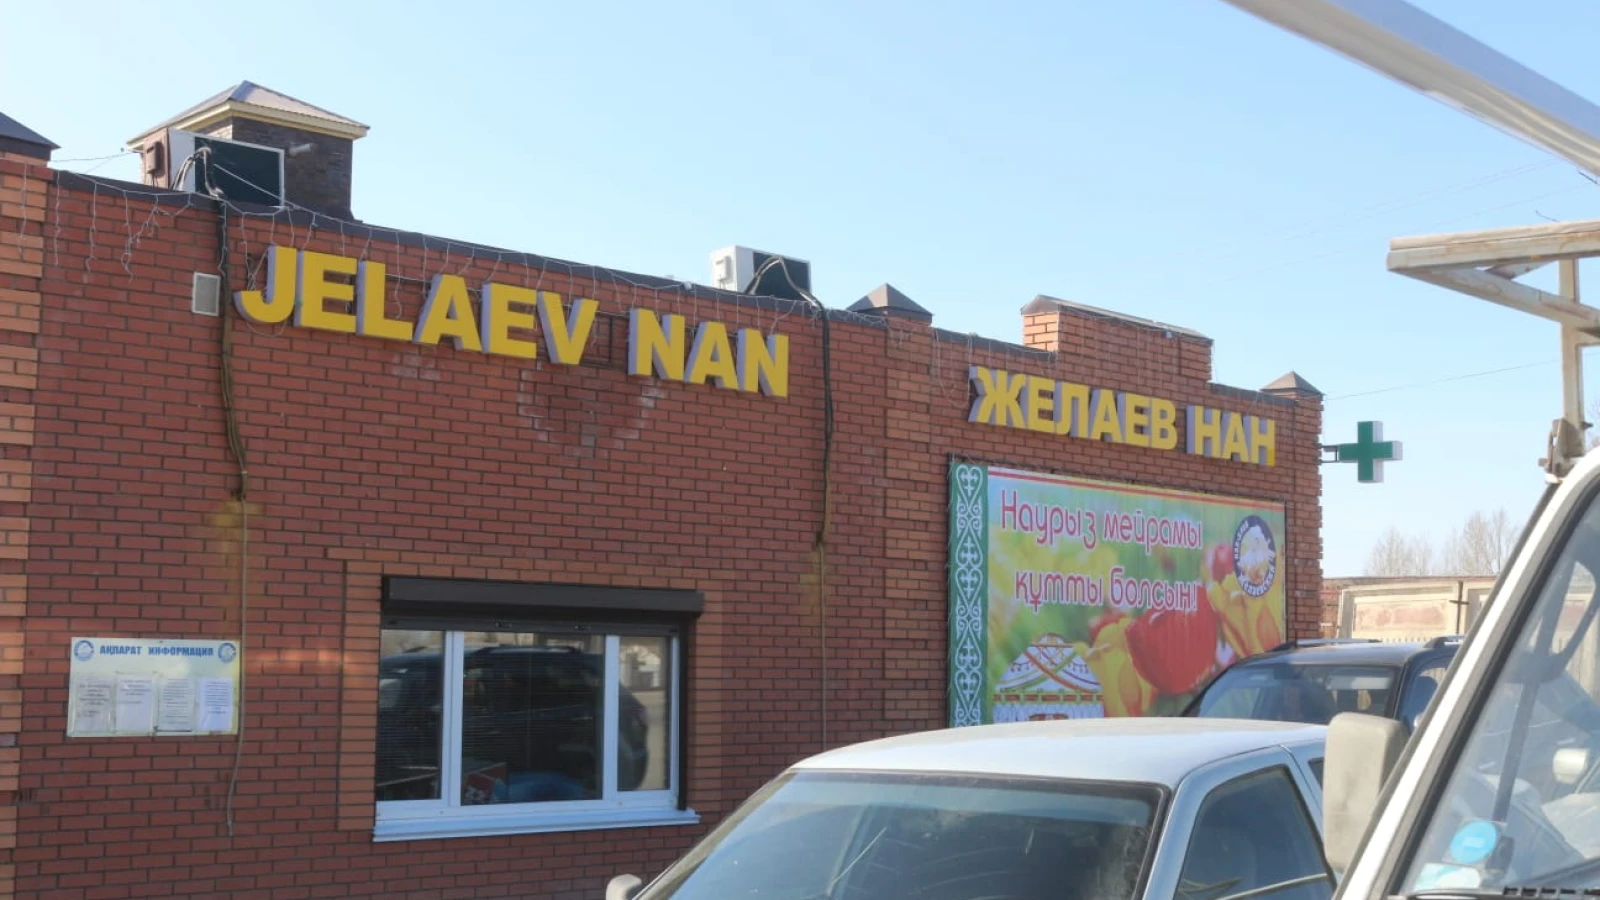 JELAEV NAN
ЖЕЛАЕВ НАН
Наурыз мейрамы
құтты болсын!
АҚПАРАТ ИНФОРМАЦИЯ